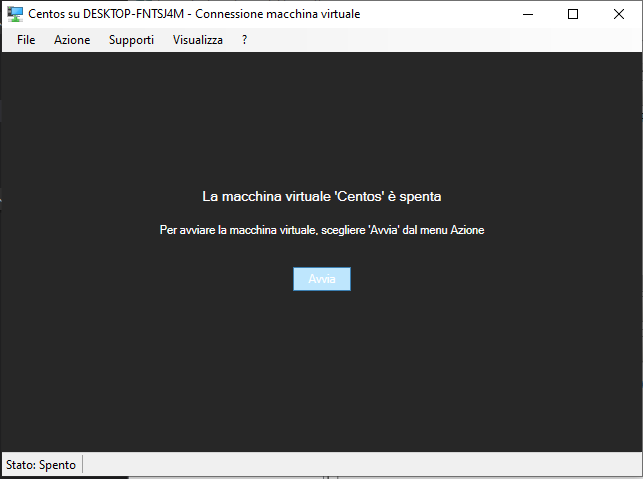 Centos su DESKTOP-FNTSJ4M - Connessione macchina virtuale
File Azione Supporti Visualizza ?
La macchina virtuale 'Centos' è spenta
Per avviare la macchina virtuale, scegliere 'Avvia' dal menu Azione
Avvia
Stato: Spento